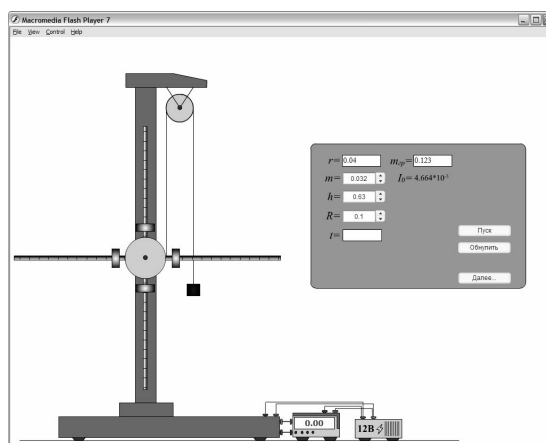 Macromedia Flash Player 7
File View Control Help
r= 0.04 m_гр= 0.123
m= 0.032 I₀= 4.664*10⁻³
h= 0.63
R= 0.1
t=
Пуск
Обнулить
Далее...
0.00
12В